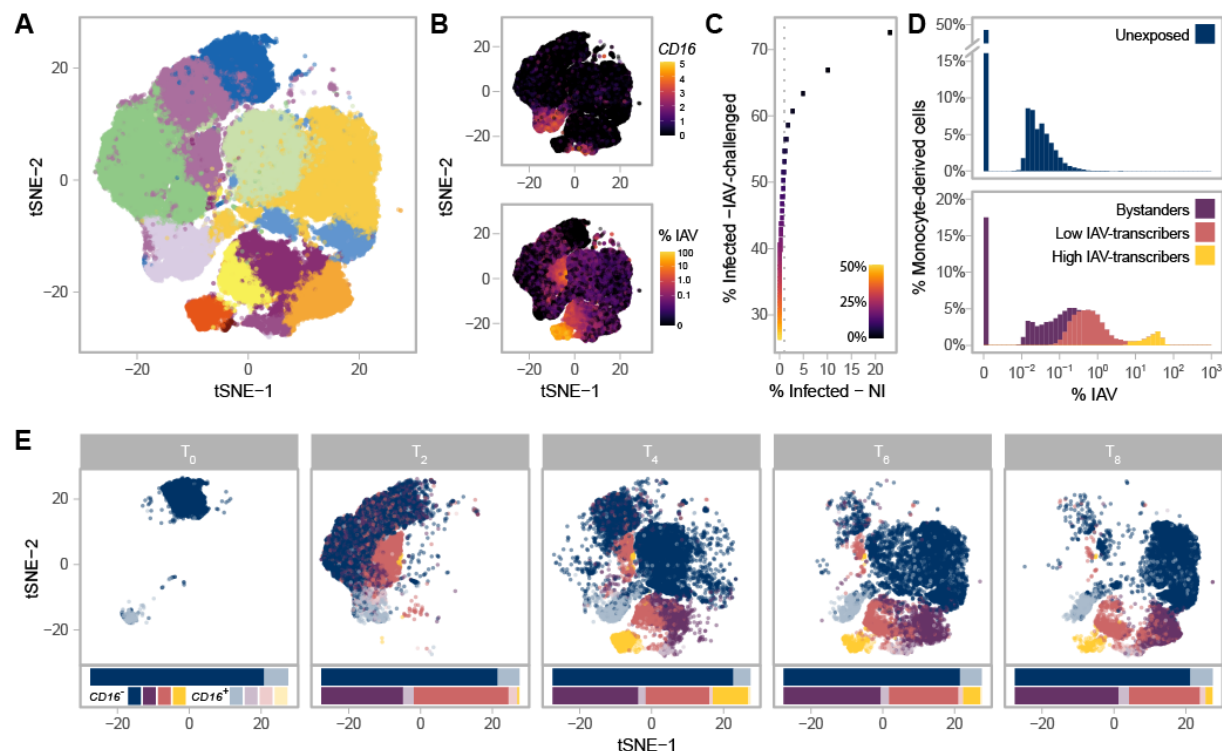 A
20
0
−20
tSNE−2
−20
0
20
tSNE−1
B
CD16
5
4
3
2
1
0
20
0
−20
−20
0
20
tSNE−2
% IAV
100
10.0
1.0
0.1
0
20
0
−20
−20
0
20
tSNE−1
C
70
60
50
40
30
% Infected −IAV-challenged
50%
25%
0%
0
5
10
15
20
% Infected − NI
D
50%
15%
10%
5%
0%
Unexposed
% Monocyte-derived cells
20%
15%
10%
5%
0%
Bystanders
Low IAV-transcribers
High IAV-transcribers
0
10⁻²
10⁻¹
10⁰
10¹
10²
10³
% IAV
E
T₀
T₂
T₄
T₆
T₈
20
0
−20
tSNE−2
CD16⁻
CD16⁺
−20
0
20
−20
0
20
−20
0
20
−20
0
20
−20
0
20
tSNE−1